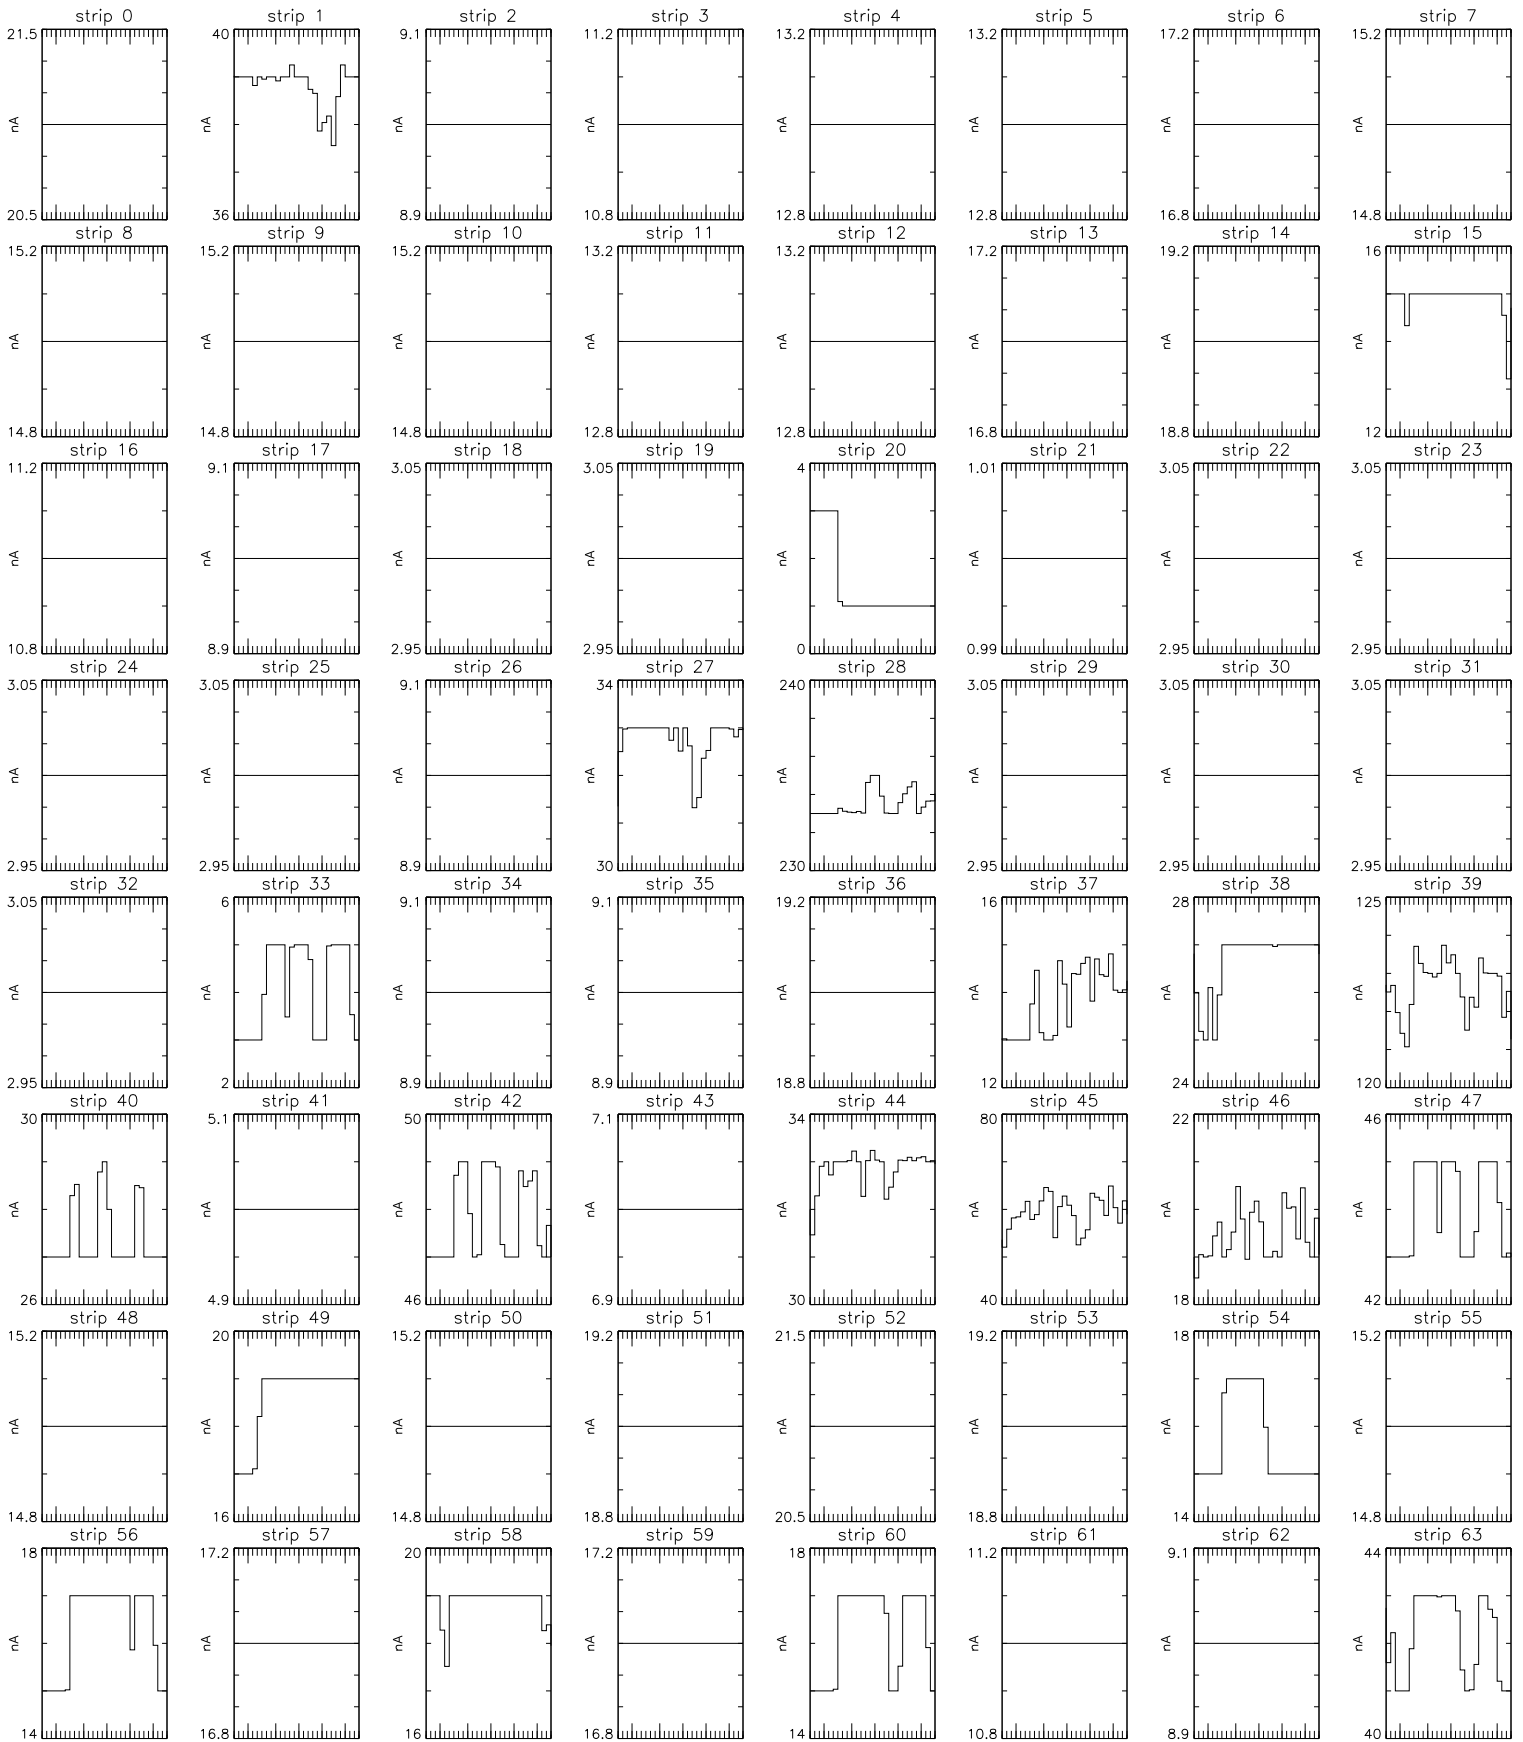 strip 0 strip 1 strip 2 strip 3 strip 4 strip 5 strip 6 strip 7
21.5 40 9.1 11.2 13.2 13.2 17.2 15.2
nA nA nA nA nA nA nA nA
20.5 36 8.9 10.8 12.8 12.8 16.8 14.8
strip 8 strip 9 strip 10 strip 11 strip 12 strip 13 strip 14 strip 15
15.2 15.2 15.2 13.2 13.2 17.2 19.2 16
nA nA nA nA nA nA nA nA
14.8 14.8 14.8 12.8 12.8 16.8 18.8 12
strip 16 strip 17 strip 18 strip 19 strip 20 strip 21 strip 22 strip 23
11.2 9.1 3.05 3.05 4 1.01 3.05 3.05
nA nA nA nA nA nA nA nA
10.8 8.9 2.95 2.95 0 0.99 2.95 2.95
strip 24 strip 25 strip 26 strip 27 strip 28 strip 29 strip 30 strip 31
3.05 3.05 9.1 34 240 3.05 3.05 3.05
nA nA nA nA nA nA nA nA
2.95 2.95 8.9 30 230 2.95 2.95 2.95
strip 32 strip 33 strip 34 strip 35 strip 36 strip 37 strip 38 strip 39
3.05 6 9.1 9.1 19.2 16 28 125
nA nA nA nA nA nA nA nA
2.95 2 8.9 8.9 18.8 12 24 120
strip 40 strip 41 strip 42 strip 43 strip 44 strip 45 strip 46 strip 47
30 5.1 50 7.1 34 80 22 46
nA nA nA nA nA nA nA nA
26 4.9 46 6.9 30 40 18 42
strip 48 strip 49 strip 50 strip 51 strip 52 strip 53 strip 54 strip 55
15.2 20 15.2 19.2 21.5 19.2 18 15.2
nA nA nA nA nA nA nA nA
14.8 16 14.8 18.8 20.5 18.8 14 14.8
strip 56 strip 57 strip 58 strip 59 strip 60 strip 61 strip 62 strip 63
18 17.2 20 17.2 18 11.2 9.1 44
nA nA nA nA nA nA nA nA
14 16.8 16 16.8 14 10.8 8.9 40